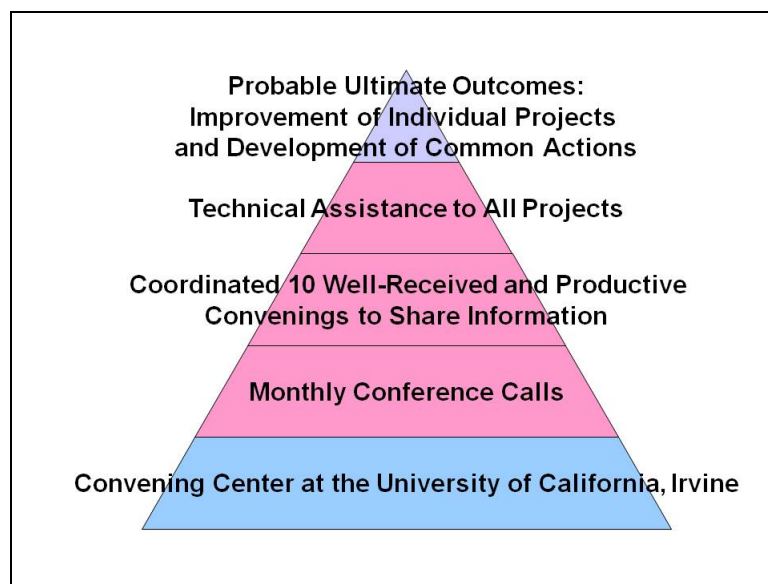 Probable Ultimate Outcomes:
Improvement of Individual Projects
and Development of Common Actions
Technical Assistance to All Projects
Coordinated 10 Well-Received and Productive
Convenings to Share Information
Monthly Conference Calls
Convening Center at the University of California, Irvine